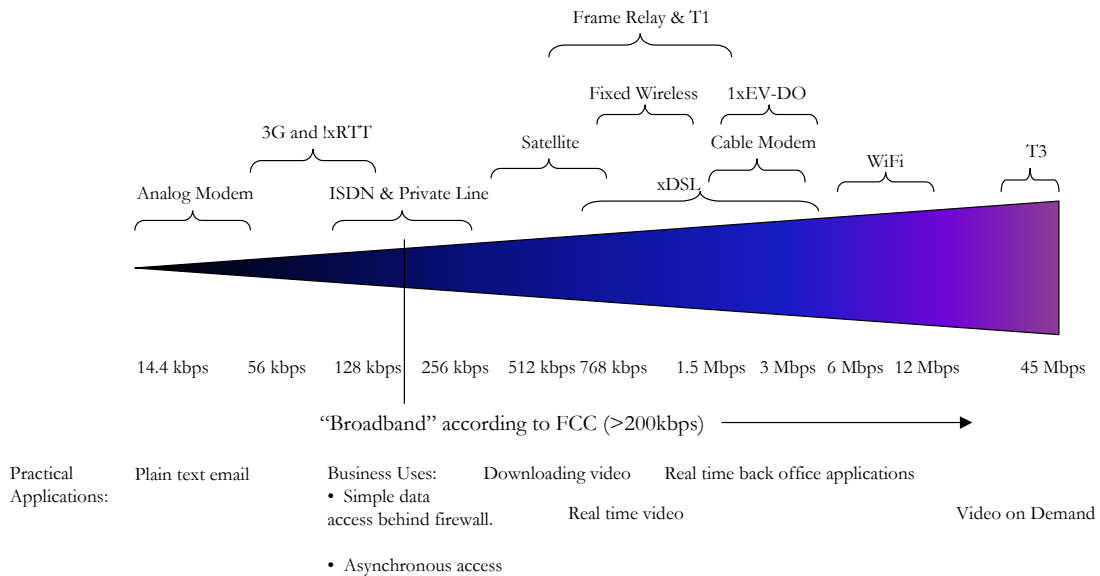 Frame Relay & T1
Fixed Wireless
1xEV-DO
3G and !xRTT
Satellite
Cable Modem
WiFi
T3
Analog Modem
ISDN & Private Line
xDSL
14.4 kbps
56 kbps
128 kbps
256 kbps
512 kbps
768 kbps
1.5 Mbps
3 Mbps
6 Mbps
12 Mbps
45 Mbps
“Broadband” according to FCC (>200kbps)
Practical
Applications:
Plain text email
Business Uses:
• Simple data
access behind firewall.
• Asynchronous access
Downloading video
Real time video
Real time back office applications
Video on Demand